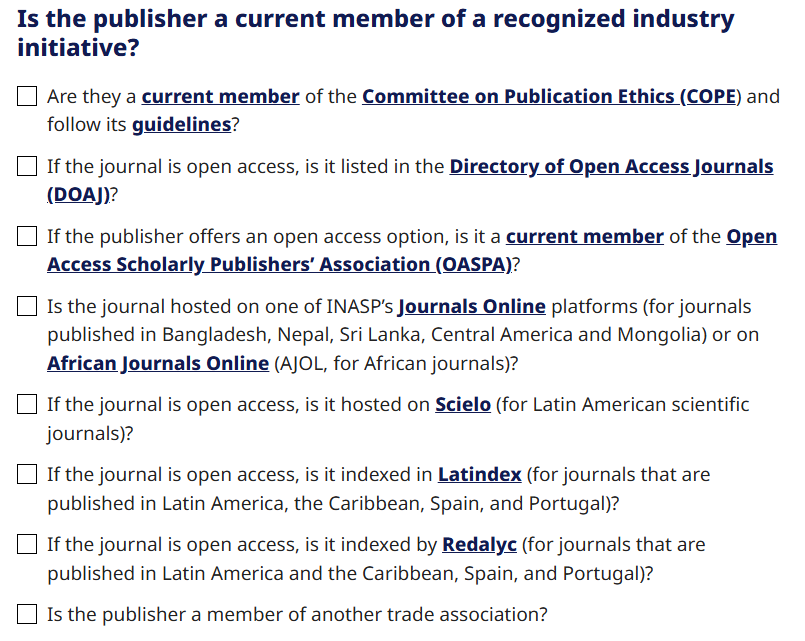 Is the publisher a current member of a recognized industry
initiative?
Are they a current member of the Committee on Publication Ethics (COPE) and
follow its guidelines?
If the journal is open access, is it listed in the Directory of Open Access Journals
(DOAJ)?
If the publisher offers an open access option, is it a current member of the Open
Access Scholarly Publishers’ Association (OASPA)?
Is the journal hosted on one of INASP’s Journals Online platforms (for journals
published in Bangladesh, Nepal, Sri Lanka, Central America and Mongolia) or on
African Journals Online (AJOL, for African journals)?
If the journal is open access, is it hosted on Scielo (for Latin American scientific
journals)?
If the journal is open access, is it indexed in Latindex (for journals that are
published in Latin America, the Caribbean, Spain, and Portugal)?
If the journal is open access, is it indexed by Redalyc (for journals that are
published in Latin America and the Caribbean, Spain, and Portugal)?
Is the publisher a member of another trade association?